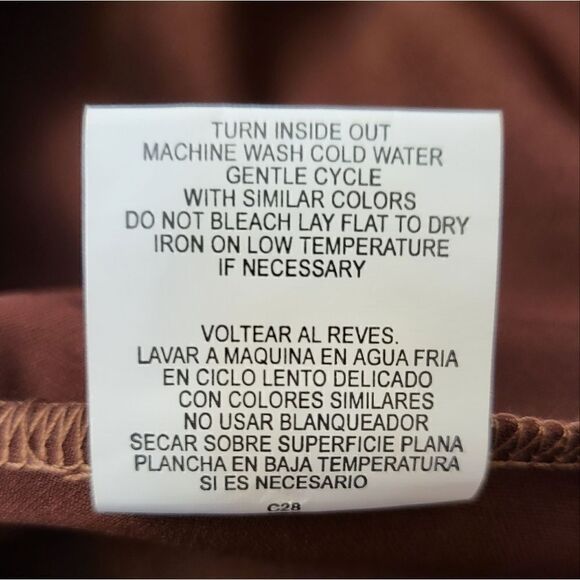 TURN INSIDE OUT
MACHINE WASH COLD WATER
GENTLE CYCLE
WITH SIMILAR COLORS
DO NOT BLEACH LAY FLAT TO DRY
IRON ON LOW TEMPERATURE
IF NECESSARY
VOLTEAR AL REVES.
LAVAR A MAQUINA EN AGUA FRIA
EN CICLO LENTO DELICADO
CON COLORES SIMILARES
NO USAR BLANQUEADOR
SECAR SOBRE SUPERFICIE PLANA
PLANCHA EN BAJA TEMPERATURA
SI ES NECESARIO
C28